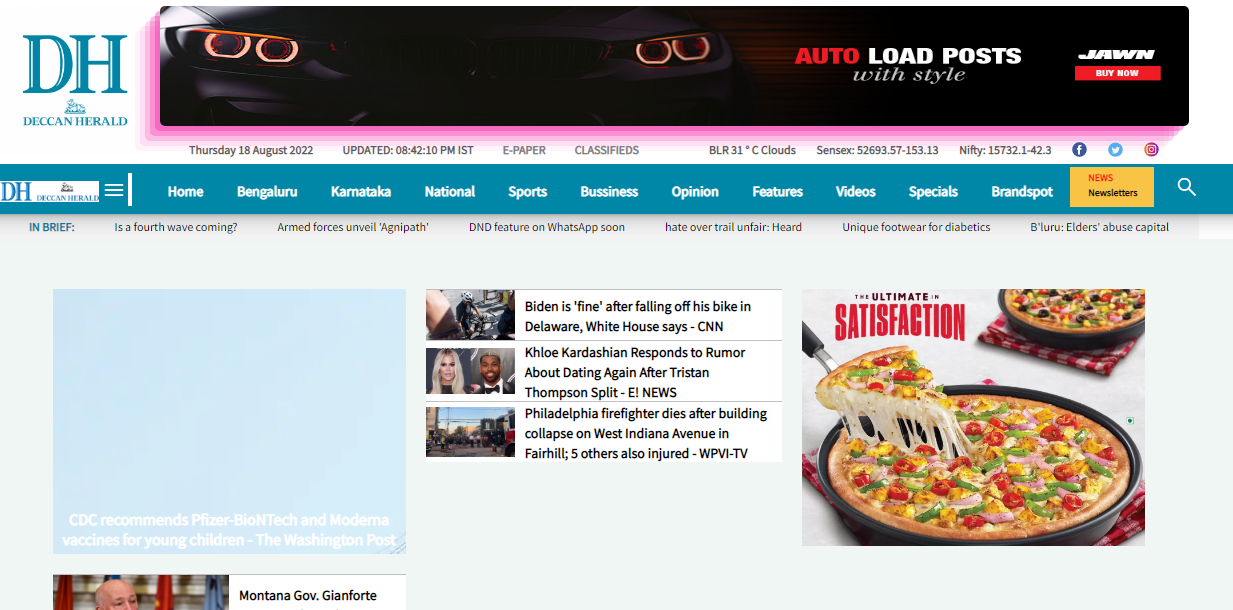 DH
DECCAN HERALD
AUTO LOAD POSTS
with style
JAWN
BUY NOW
Thursday 18 August 2022 UPDATED: 08:42:10 PM IST E-PAPER CLASSIFIEDS BLR 31 ° C Clouds Sensex: 52693.57-153.13 Nifty: 15732.1-42.3
DH DECCAN HERALD Home Bengaluru Karnataka National Sports Bussiness Opinion Features Videos Specials Brandspot
NEWS
Newsletters
IN BRIEF: Is a fourth wave coming? Armed forces unveil 'Agnipath' DND feature on WhatsApp soon hate over trail unfair: Heard Unique footwear for diabetics B'luru: Elders' abuse capital
CDC recommends Pfizer-BioNTech and Moderna
vaccines for young children - The Washington Post
Montana Gov. Gianforte
Biden is 'fine' after falling off his bike in
Delaware, White House says - CNN
Khloe Kardashian Responds to Rumor
About Dating Again After Tristan
Thompson Split - E! NEWS
Philadelphia firefighter dies after building
collapse on West Indiana Avenue in
Fairhill; 5 others also injured - WPVI-TV
THE ULTIMATE IN
SATISFACTION